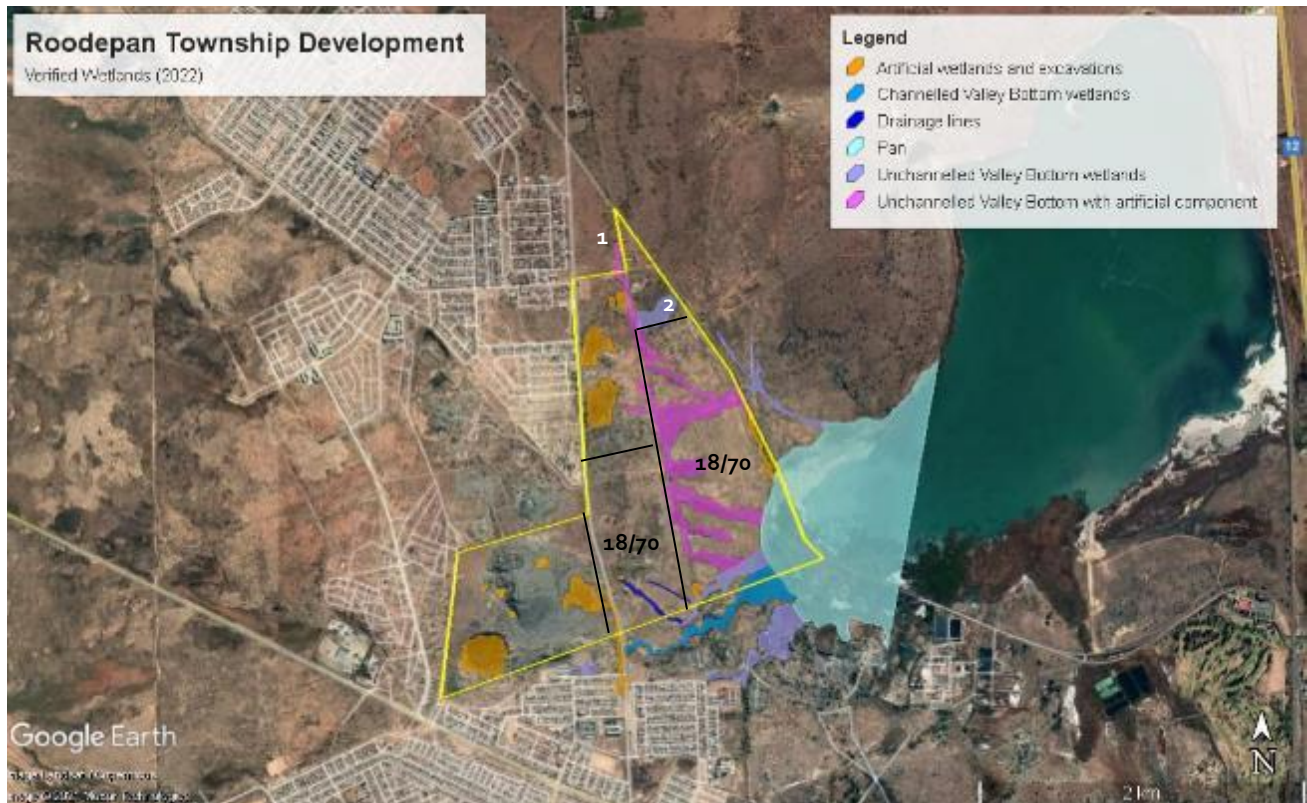 Roodepan Township Development
Verified Wetlands (2022)
Legend
Artificial wetlands and excavations
Channelled Valley Bottom wetlands
Drainage lines
Pan
Unchannelled Valley Bottom wetlands
Unchannelled Valley Bottom with artificial component
12
1
2
18/70
18/70
Google Earth
N
2 km